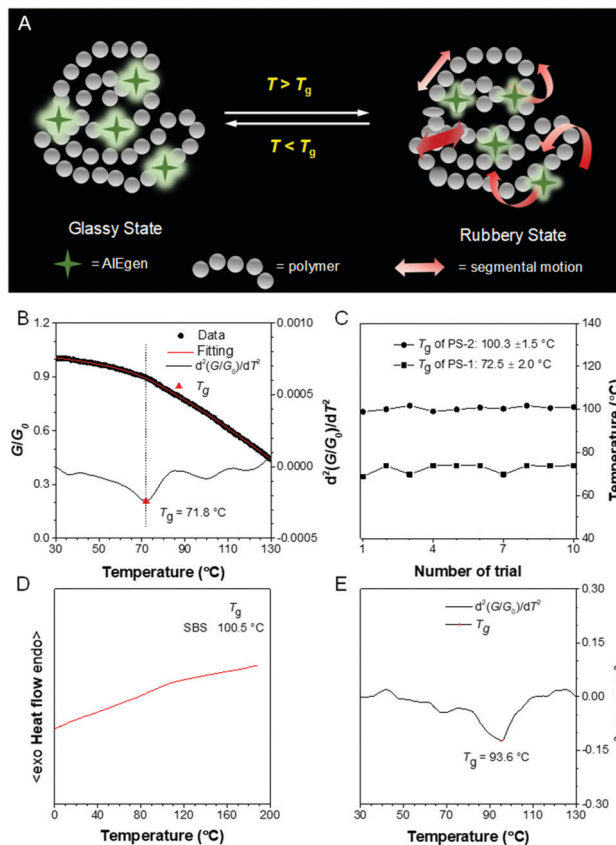 A
T > Tg
T < Tg
Glassy State
Rubbery State
= AIEgen
= polymer
= segmental motion
B
1.2
0.9
0.6
0.3
0.0
G/G0
0.0010
0.0005
0.0000
-0.0005
d²(G/G0)/dT²
Data
Fitting
d²(G/G0)/dT²
Tg
Tg = 71.8 °C
30 50 70 90 110 130
Temperature (°C)
C
Tg of PS-2: 100.3 ±1.5 °C
Tg of PS-1: 72.5 ± 2.0 °C
140
120
100
80
60
40
Temperature (°C)
1 4 7 10
Number of trial
D
Tg
SBS 100.5 °C
<exo Heat flow endo>
0 40 80 120 160 200
Temperature (°C)
E
d²(G/G0)/dT²
Tg
Tg = 93.6 °C
0.30
0.15
0.00
-0.15
-0.30
30 50 70 90 110 130
Temperature (°C)